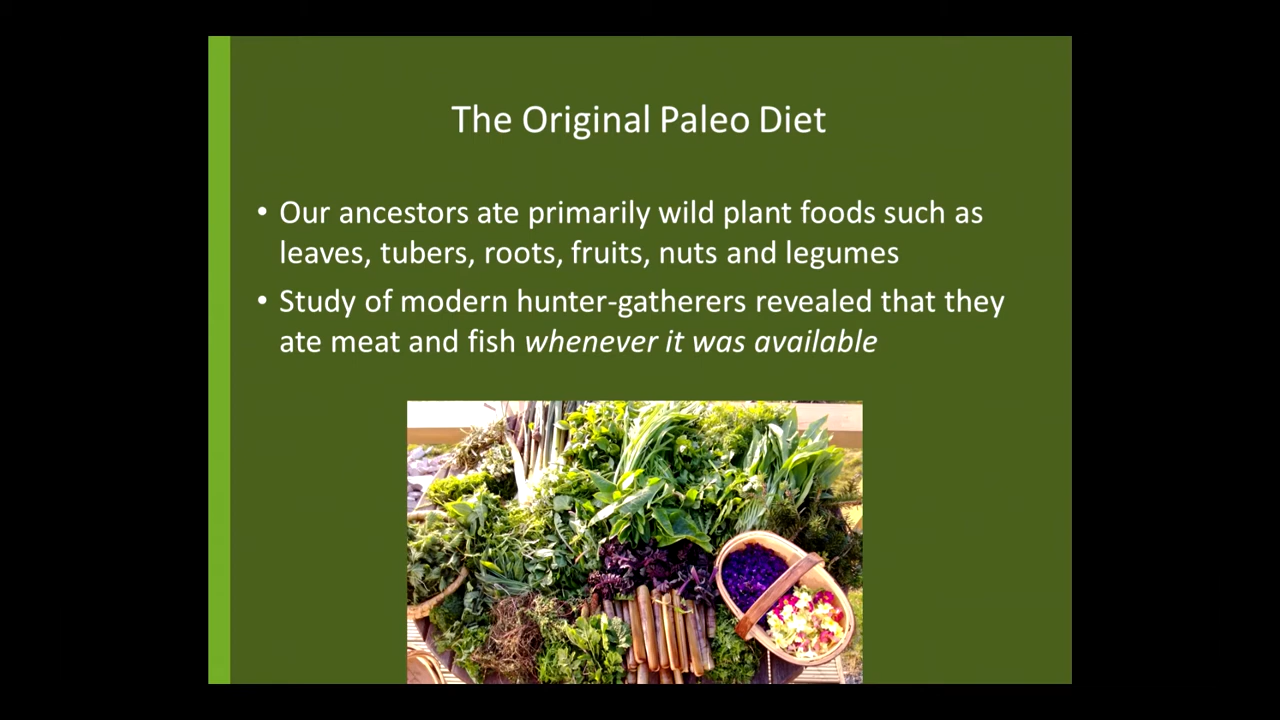 The Original Paleo Diet
• Our ancestors ate primarily wild plant foods such as
leaves, tubers, roots, fruits, nuts and legumes
• Study of modern hunter-gatherers revealed that they
ate meat and fish whenever it was available